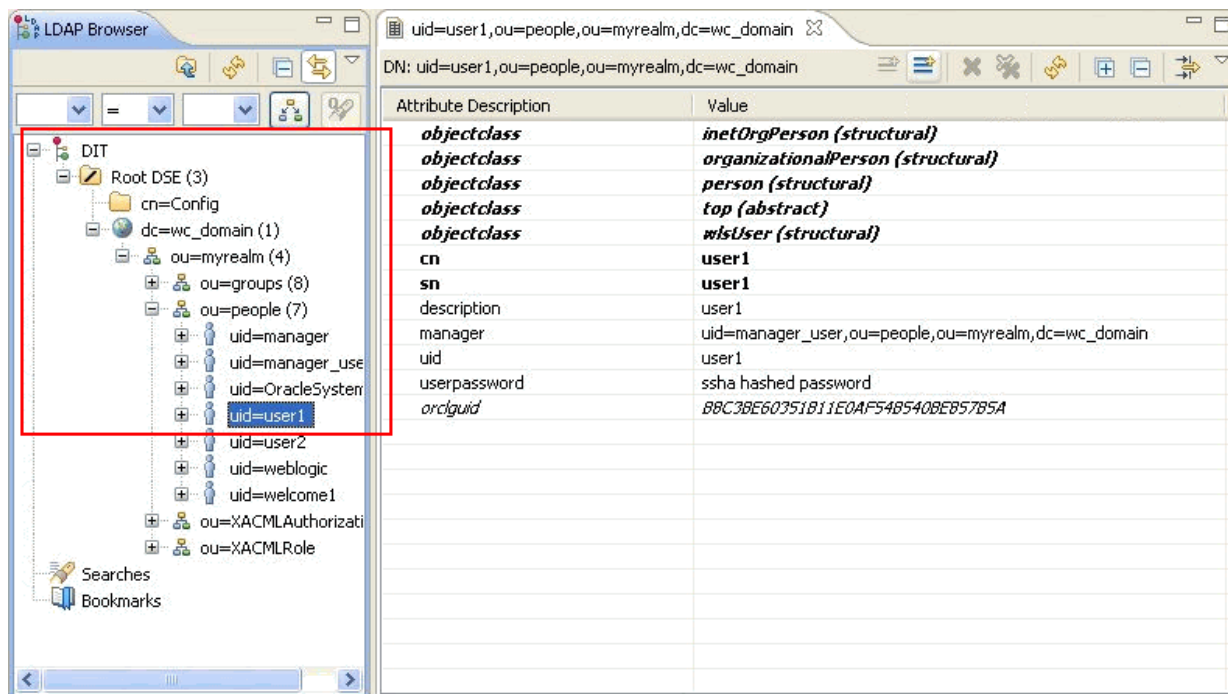 LDAP Browser
=
DIT
Root DSE (3)
cn=Config
dc=wc_domain (1)
ou=myrealm (4)
ou=groups (8)
ou=people (7)
uid=manager
uid=manager_use
uid=OracleSystem
uid=user1
uid=user2
uid=weblogic
uid=welcome1
ou=XACMLAuthorizati
ou=XACMLRole
Searches
Bookmarks
uid=user1,ou=people,ou=myrealm,dc=wc_domain
DN: uid=user1,ou=people,ou=myrealm,dc=wc_domain
Attribute Description Value
objectclass inetOrgPerson (structural)
objectclass organizationalPerson (structural)
objectclass person (structural)
objectclass top (abstract)
objectclass wlsUser (structural)
cn user1
sn user1
description user1
manager uid=manager_user,ou=people,ou=myrealm,dc=wc_domain
uid user1
userpassword ssha hashed password
orclguid